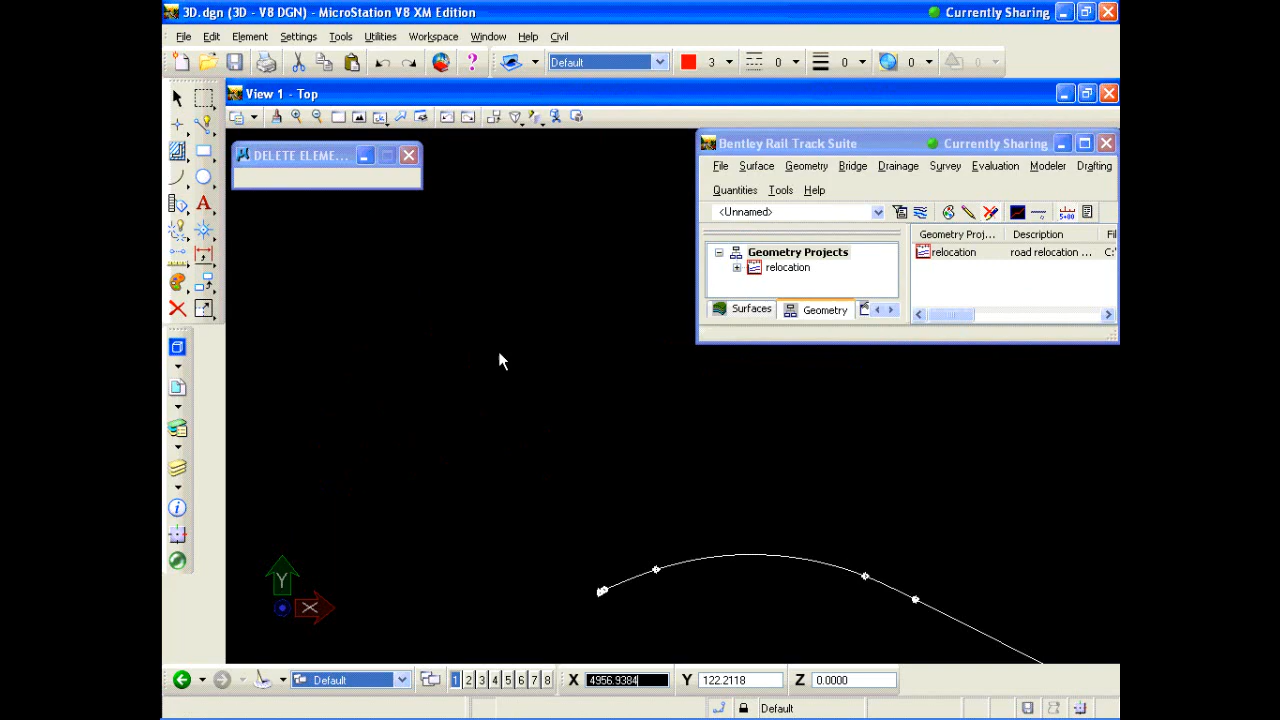 3D.dgn (3D - V8 DGN) - MicroStation V8 XM Edition
Currently Sharing
File Edit Element Settings Tools Utilities Workspace Window Help Civil
Default 3 0 0 0 0
View 1 - Top
DELETE ELEME...
Bentley Rail Track Suite Currently Sharing
File Surface Geometry Bridge Drainage Survey Evaluation Modeler Drafting
Quantities Tools Help
<Unnamed>
5+00
Geometry Projects
relocation
Surfaces Geometry
Geometry Proj... Description Fil
relocation road relocation ... C:
Y
X
Default 1 2 3 4 5 6 7 8 X 4956.9384 Y 122.2118 Z 0.0000
Default